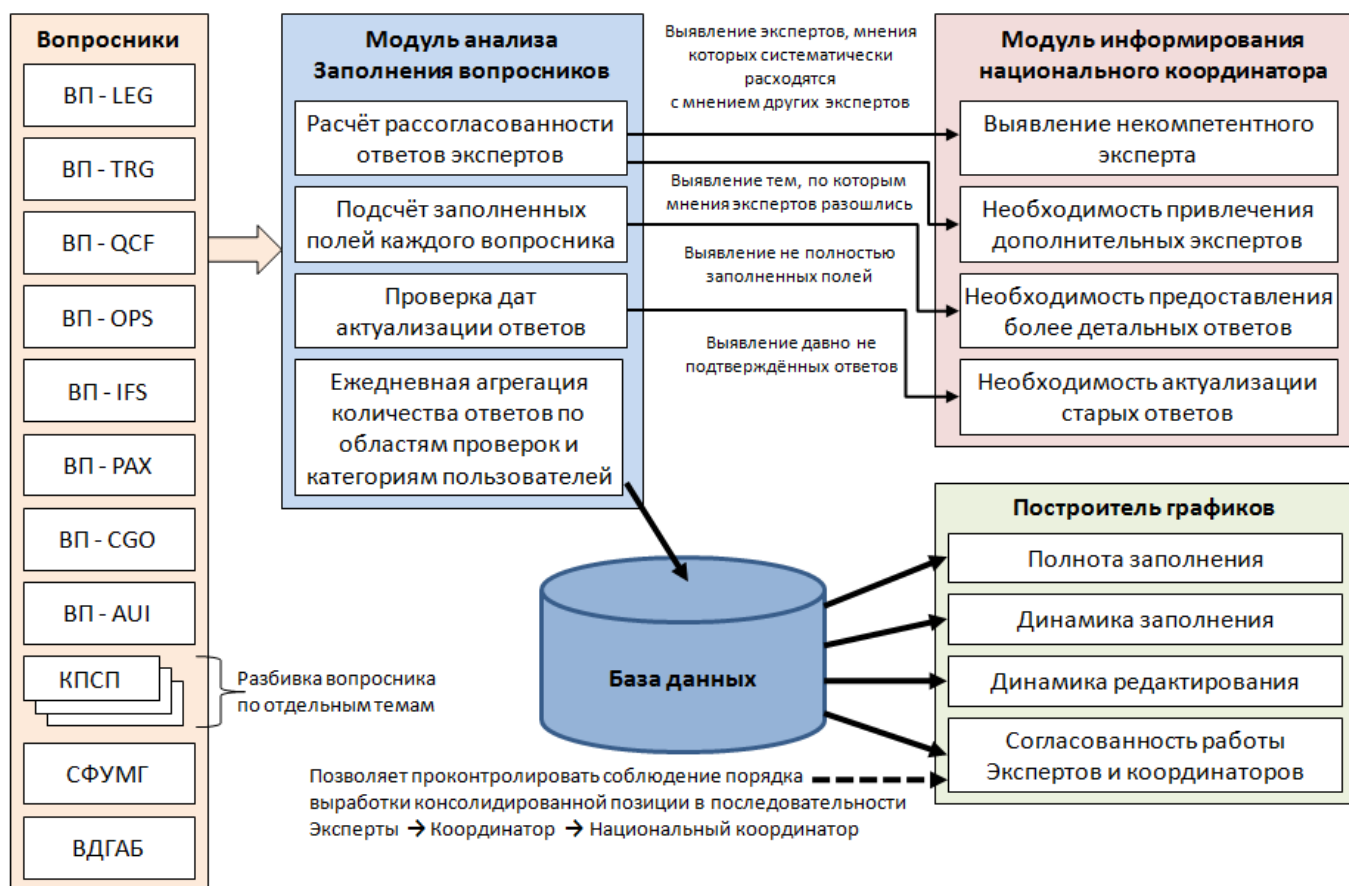 Вопросники
ВП - LEG
ВП - TRG
ВП - QCF
ВП - OPS
ВП - IFS
ВП - PAX
ВП - CGO
ВП - AUI
КПСП
СФУМГ
ВДГАБ
Разбивка вопросника
по отдельным темам
Модуль анализа
Заполнения вопросников
Расчёт рассогласованности
ответов экспертов
Подсчёт заполненных
полей каждого вопросника
Проверка дат
актуализации ответов
Ежедневная агрегация
количества ответов по
областям проверок и
категориям пользователей
Выявление экспертов, мнения
которых систематически
расходятся
с мнением других экспертов
Выявление тем, по которым
мнения экспертов разошлись
Выявление не полностью
заполненных полей
Выявление давно не
подтверждённых ответов
Модуль информирования
национального координатора
Выявление некомпетентного
эксперта
Необходимость привлечения
дополнительных экспертов
Необходимость предоставления
более детальных ответов
Необходимость актуализации
старых ответов
База данных
Построитель графиков
Полнота заполнения
Динамика заполнения
Динамика редактирования
Согласованность работы
Экспертов и координаторов
Позволяет проконтролировать соблюдение порядка
выработки консолидированной позиции в последовательности
Эксперты → Координатор → Национальный координатор